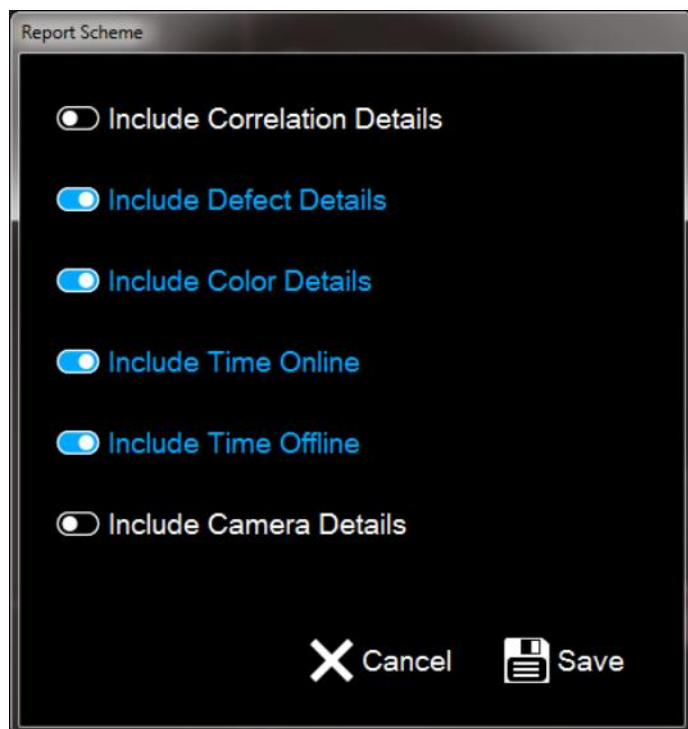 Report Scheme
Include Correlation Details
Include Defect Details
Include Color Details
Include Time Online
Include Time Offline
Include Camera Details
Cancel Save